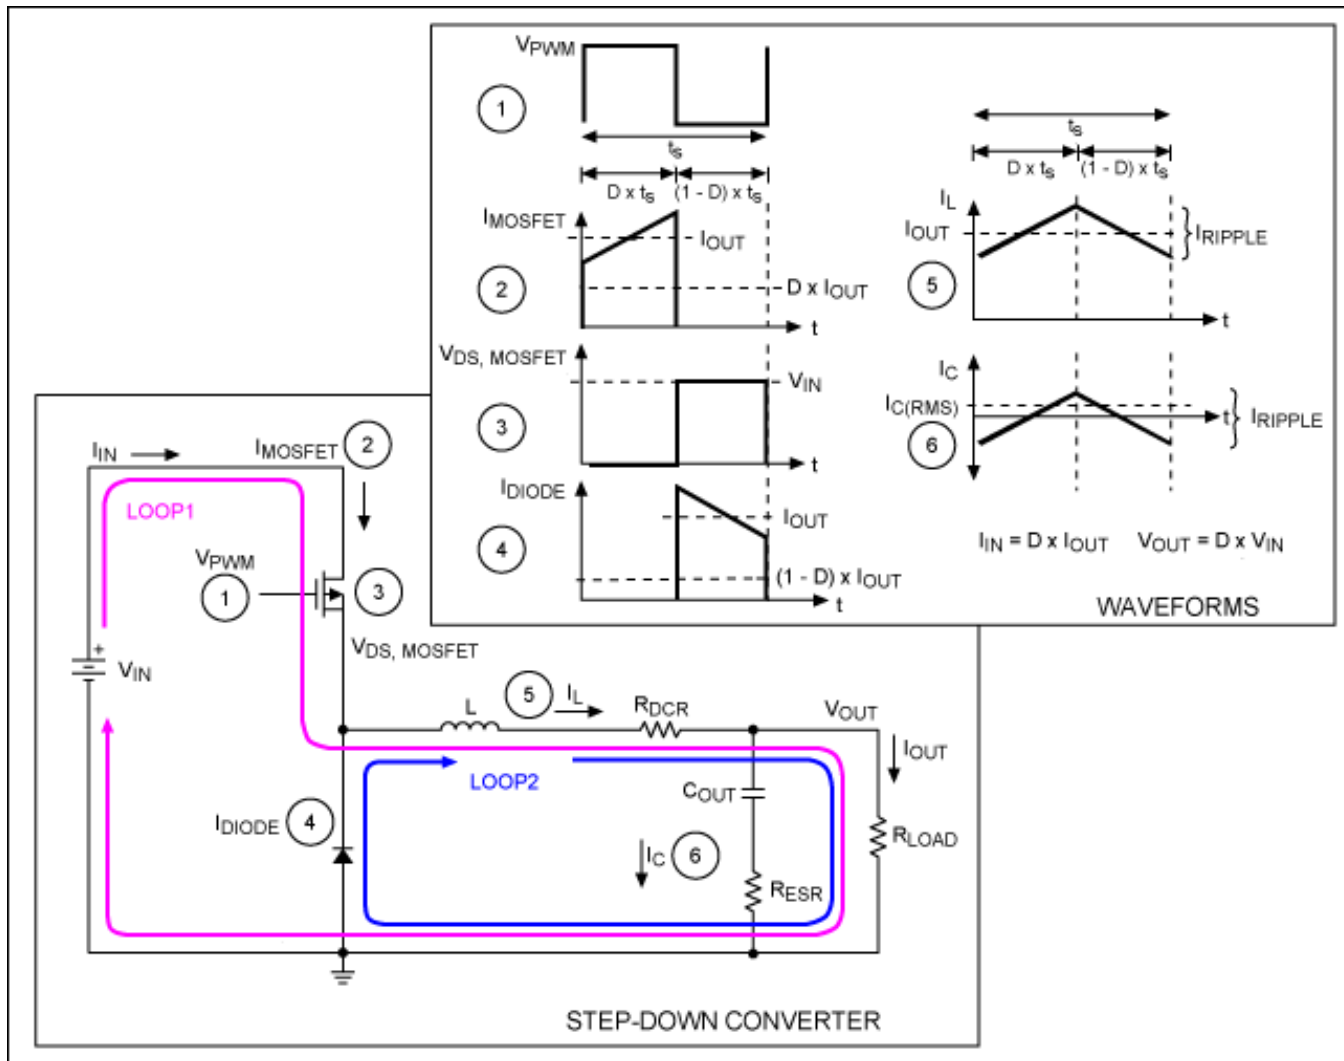 VPWM
1
ts
D x ts
(1 - D) x ts
IMOSFET
IOUT
2
D x IOUT
t
VDS, MOSFET
VIN
3
t
IDIODE
IOUT
4
(1 - D) x IOUT
t
ts
D x ts
(1 - D) x ts
IL
IOUT
IRIPPLE
5
t
IC
IC(RMS)
t
IRIPPLE
6
IIN = D x IOUT VOUT = D x VIN
WAVEFORMS
IIN
IMOSFET
2
LOOP1
VPWM
1
3
VDS, MOSFET
+
VIN
5
IL
L
RDCR
VOUT
IOUT
LOOP2
COUT
IDIODE
4
RLOAD
IC
6
RESR
STEP-DOWN CONVERTER